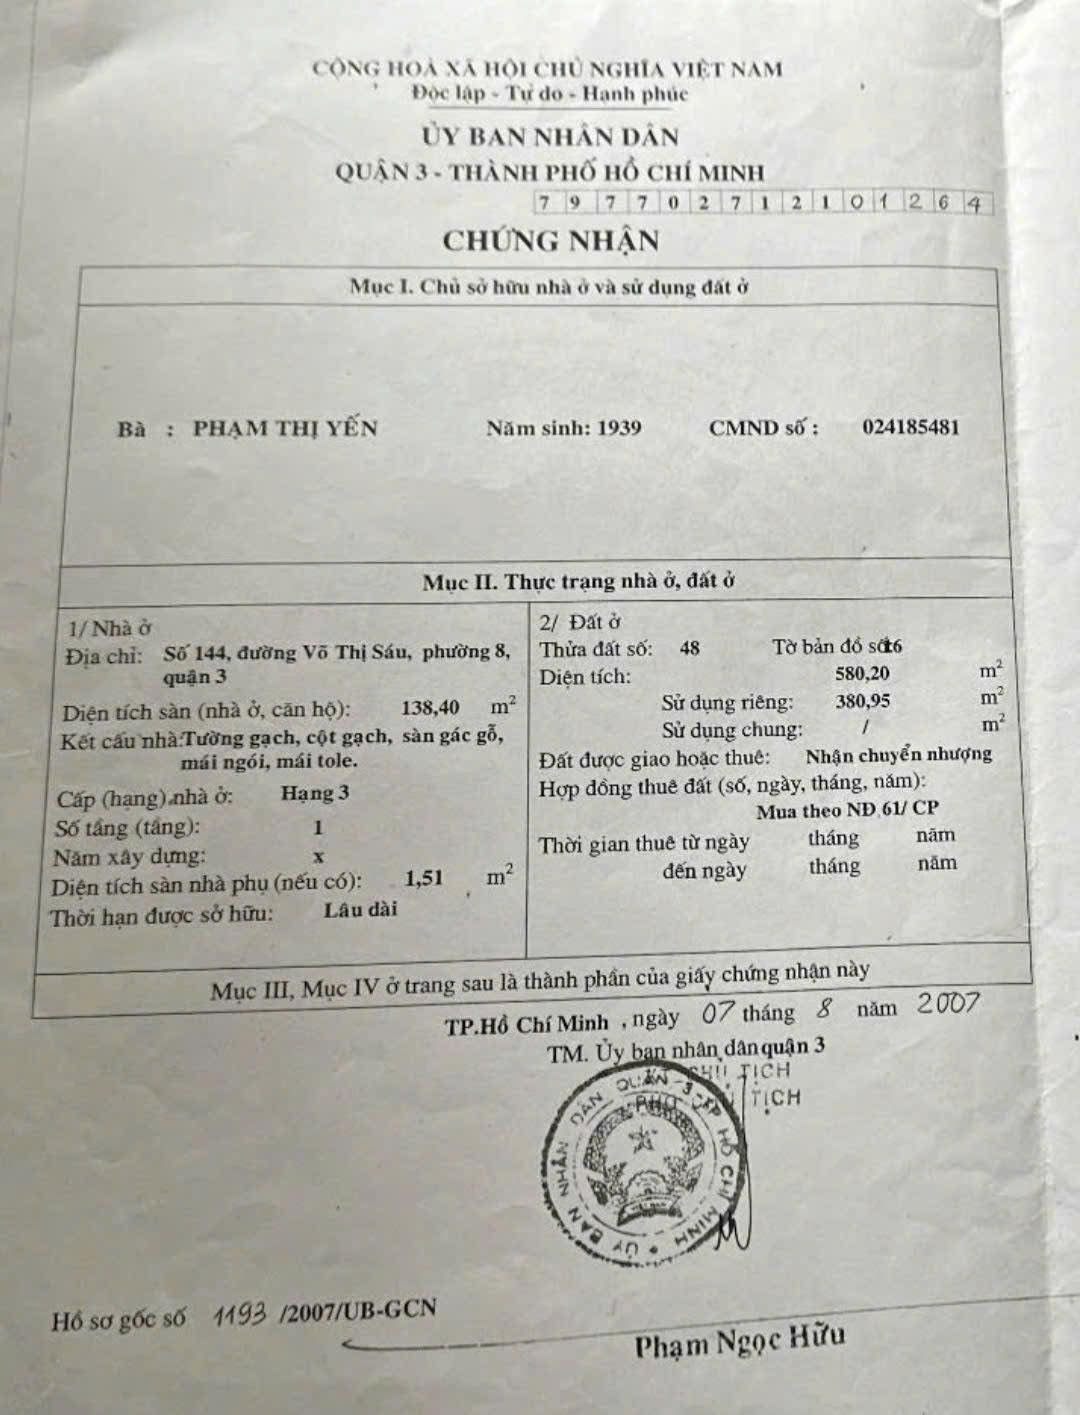 CỘNG HOÀ XÃ HỘI CHỦ NGHĨA VIỆT NAM
Độc lập - Tự do - Hạnh phúc
ỦY BAN NHÂN DÂN
QUẬN 3 - THÀNH PHỐ HỒ CHÍ MINH
7 9 7 7 0 2 7 1 2 1 0 1 2 6 4
CHỨNG NHẬN
Mục I. Chủ sở hữu nhà ở và sử dụng đất ở
Bà : PHẠM THỊ YẾN Năm sinh: 1939 CMND số : 024185481
Mục II. Thực trạng nhà ở, đất ở
1/ Nhà ở
Địa chỉ: Số 144, đường Võ Thị Sáu, phường 8,
quận 3
Diện tích sàn (nhà ở, căn hộ): 138,40 m²
Kết cấu nhà:Tường gạch, cột gạch, sàn gác gỗ,
mái ngói, mái tole.
Cấp (hạng) nhà ở: Hạng 3
Số tầng (tầng): 1
Năm xây dựng: x
Diện tích sàn nhà phụ (nếu có): 1,51 m²
Thời hạn được sở hữu: Lâu dài
2/ Đất ở
Thửa đất số: 48 Tờ bản đồ số: 16
Diện tích: 580,20 m²
Sử dụng riêng: 380,95 m²
Sử dụng chung: / m²
Đất được giao hoặc thuê: Nhận chuyển nhượng
Hợp đồng thuê đất (số, ngày, tháng, năm):
Mua theo NĐ 61/ CP
Thời gian thuê từ ngày tháng năm
đến ngày tháng năm
Mục III, Mục IV ở trang sau là thành phần của giấy chứng nhận này
TP.Hồ Chí Minh , ngày 07 tháng 8 năm 2007
TM. Ủy ban nhân dân quận 3
CHỦ TỊCH
PHÓ TỊCH
ỦY BAN NHÂN DÂN QUẬN 3 - TP HỒ CHÍ MINH
Hồ sơ gốc số 1193 /2007/UB-GCN
Phạm Ngọc Hữu